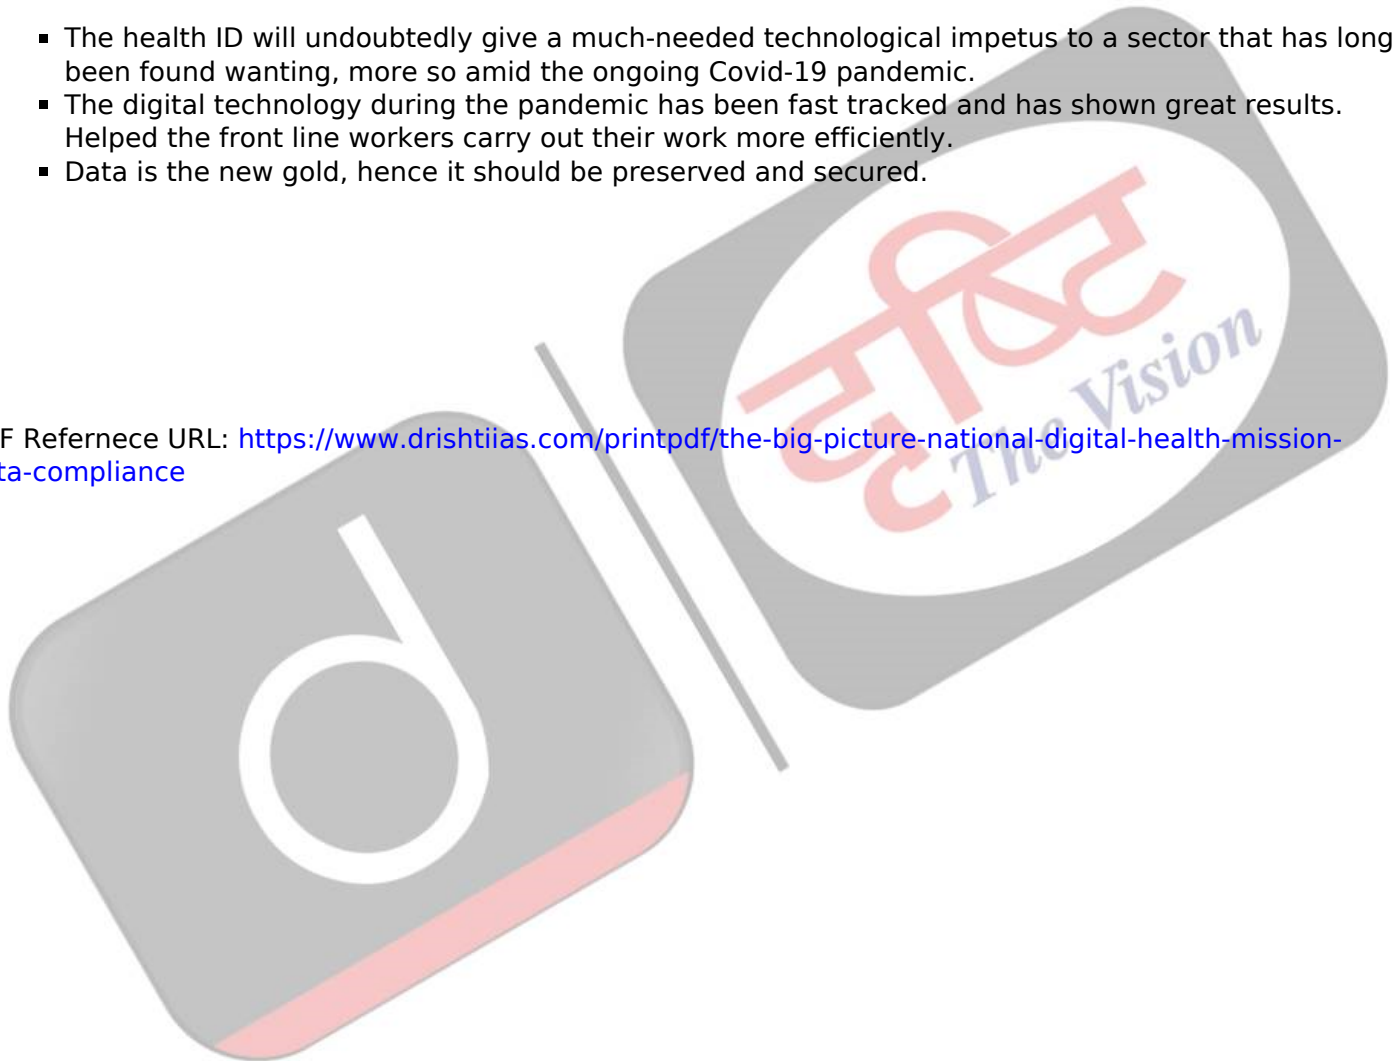 ▪ The health ID will undoubtedly give a much-needed technological impetus to a sector that has long
been found wanting, more so amid the ongoing Covid-19 pandemic.
▪ The digital technology during the pandemic has been fast tracked and has shown great results.
Helped the front line workers carry out their work more efficiently.
▪ Data is the new gold, hence it should be preserved and secured.
दृष्टि
The Vision
F Refernece URL: https://www.drishtiias.com/printpdf/the-big-picture-national-digital-health-mission-
ta-compliance
d